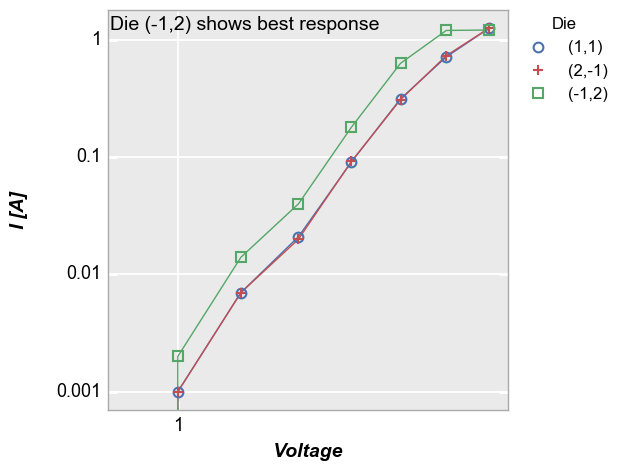 Die (-1,2) shows best response
Die
(1,1)
(2,-1)
(-1,2)
1
0.1
0.01
0.001
I [A]
1
Voltage